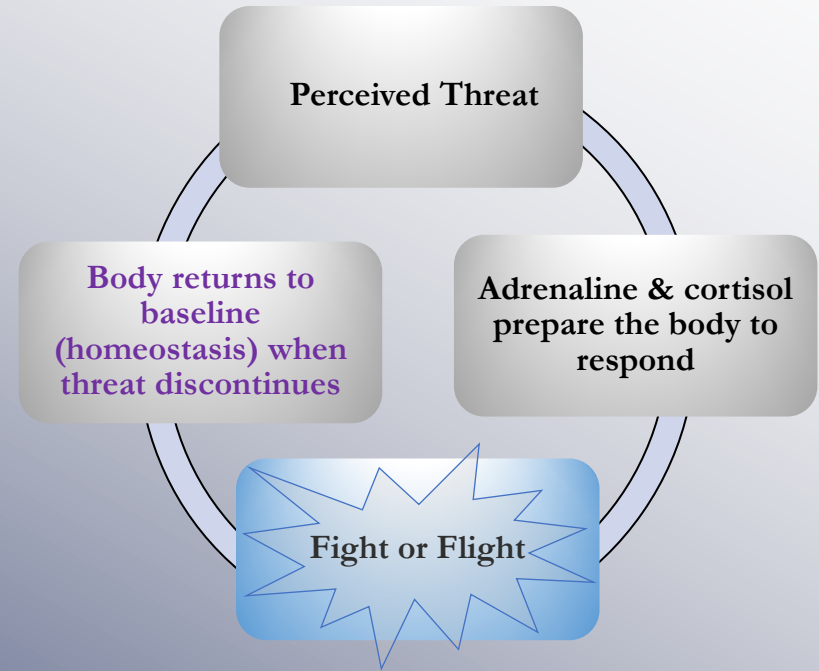 Perceived Threat
Adrenaline & cortisol
prepare the body to
respond
Fight or Flight
Body returns to
baseline
(homeostasis) when
threat discontinues